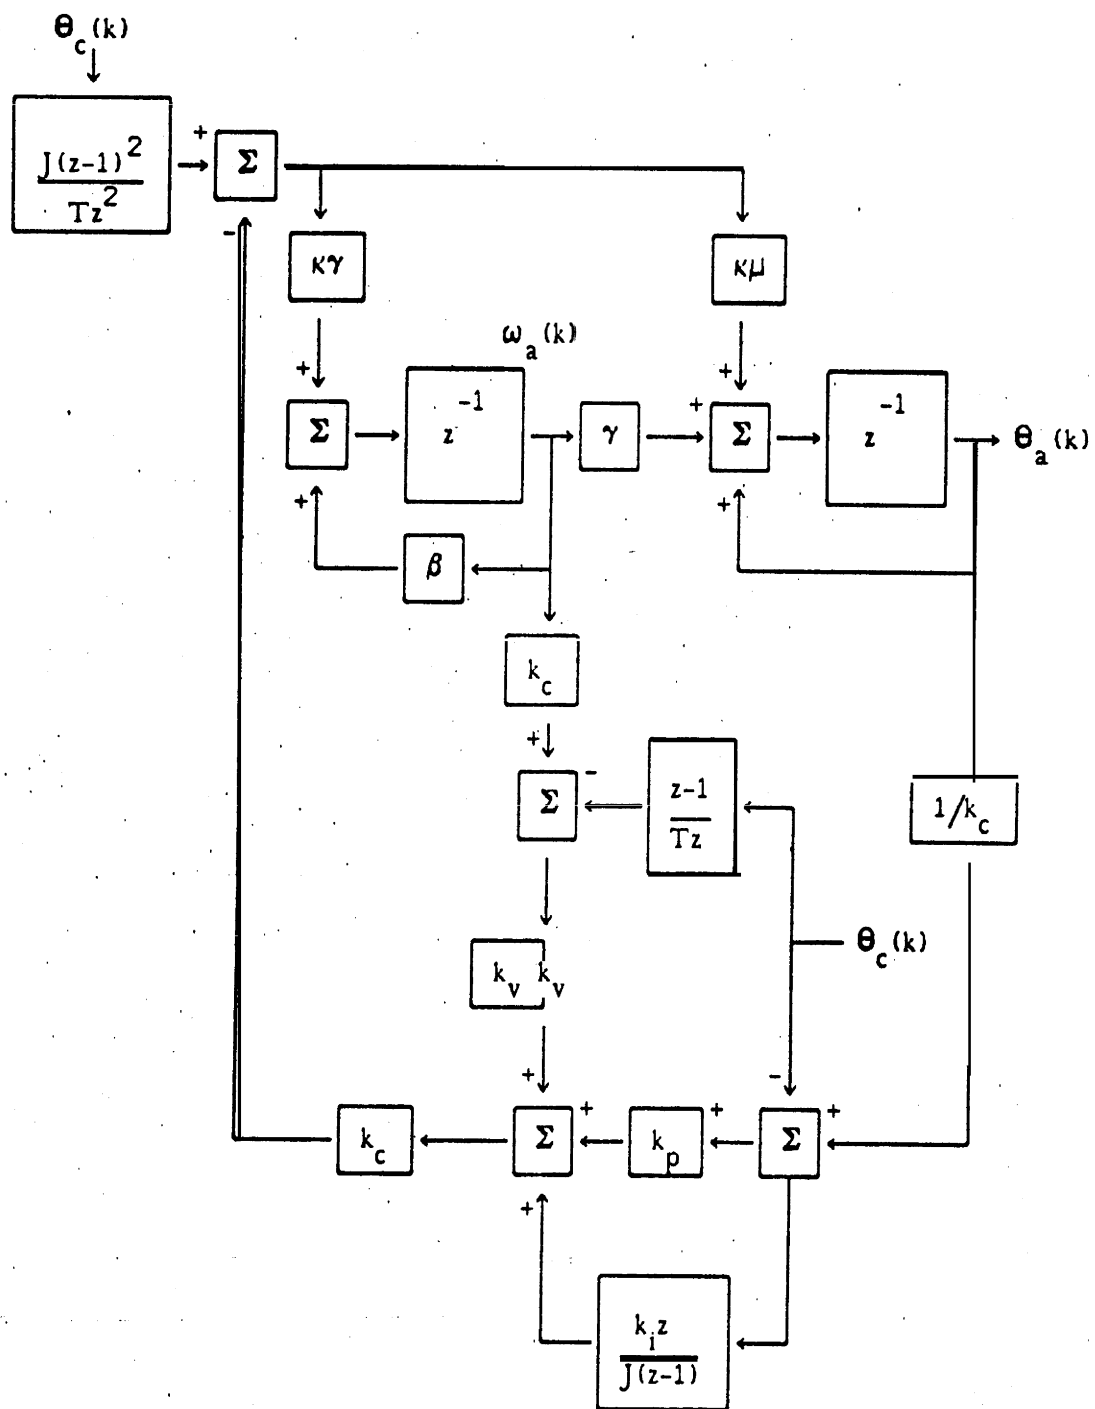 θc(k)
J(z-1)²
Tz²
+
Σ
-
κγ
κμ
ωa(k)
+
+
Σ
z⁻¹
γ
+
Σ
z⁻¹
θa(k)
+
+
β
kc
+
-
Σ
z-1
Tz
1/kc
kv kv
θc(k)
+
-
kc
Σ
+
kp
+
Σ
+
+
kiz
J(z-1)